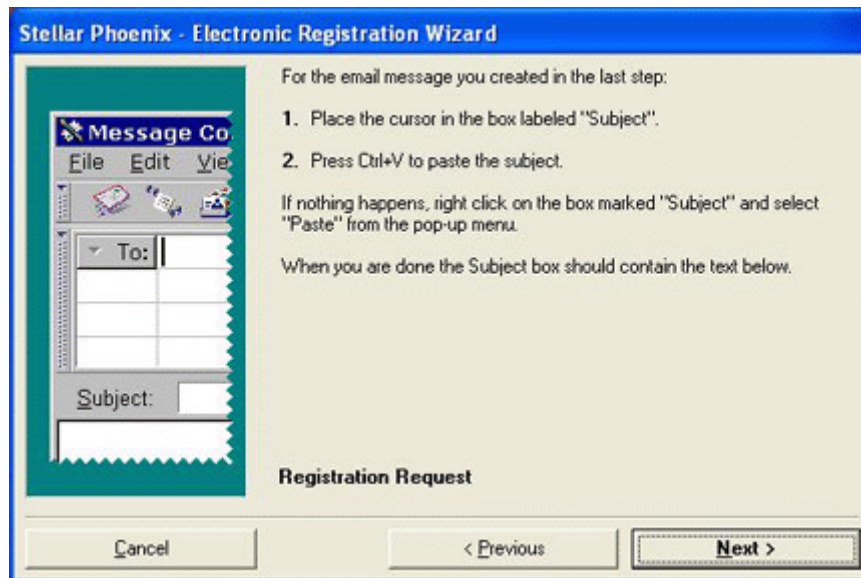 Stellar Phoenix - Electronic Registration Wizard
Message Co
File Edit Vie
To:
Subject:
For the email message you created in the last step:
1. Place the cursor in the box labeled "Subject".
2. Press Ctrl+V to paste the subject.
If nothing happens, right click on the box marked "Subject" and select
"Paste" from the pop-up menu.
When you are done the Subject box should contain the text below.
Registration Request
Cancel
< Previous
Next >